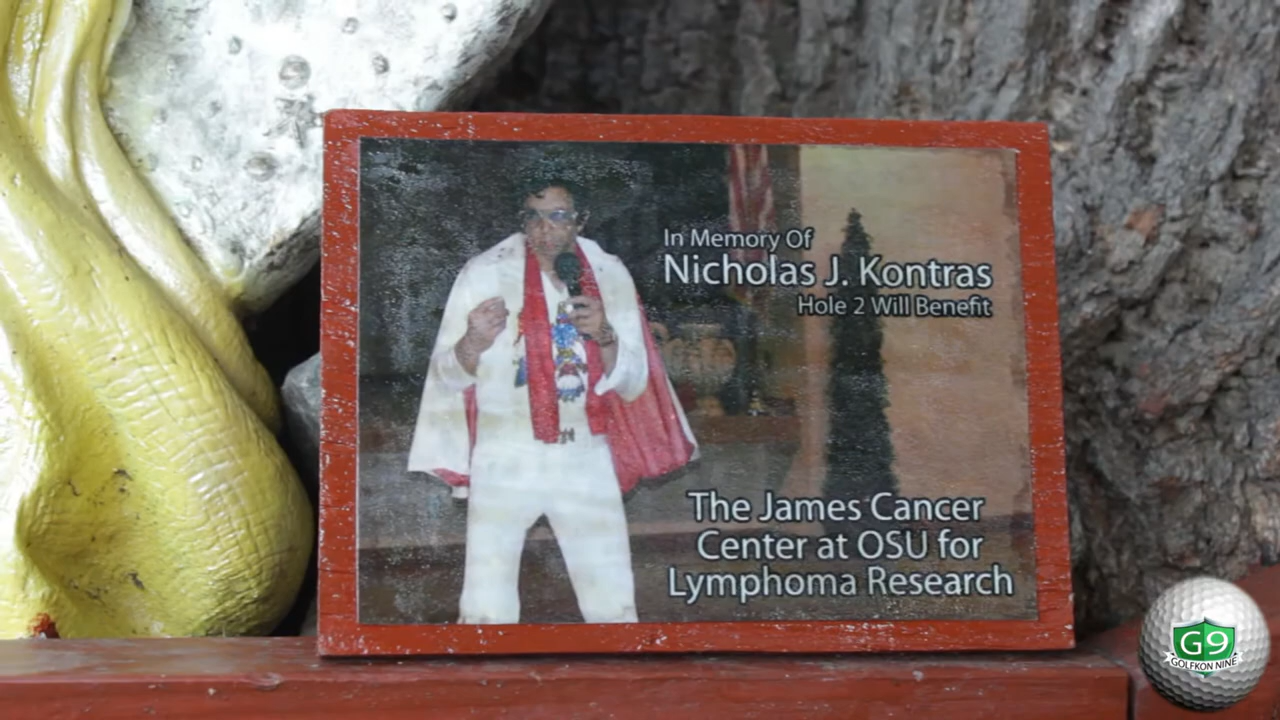 In Memory Of
Nicholas J. Kontras
Hole 2 Will Benefit
The James Cancer
Center at OSU for
Lymphoma Research
G9
GOLFKON NINE